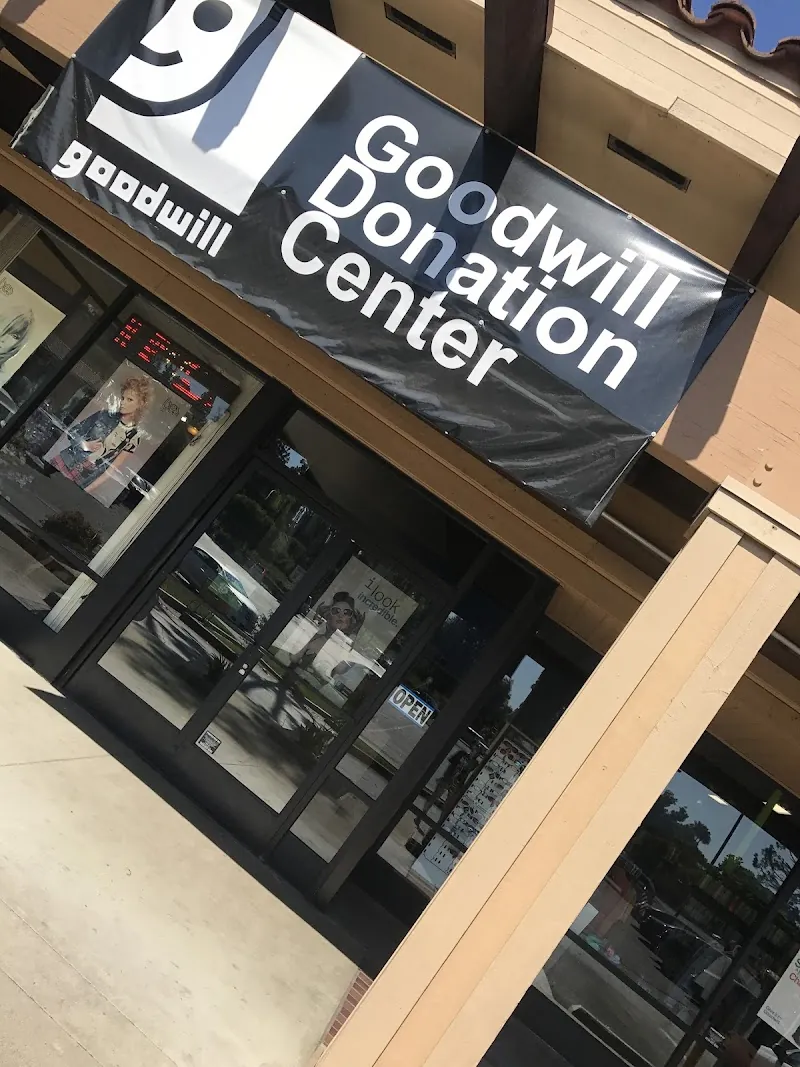 goodwill
Goodwill
Donation
Center
i look
incredible.
OPEN